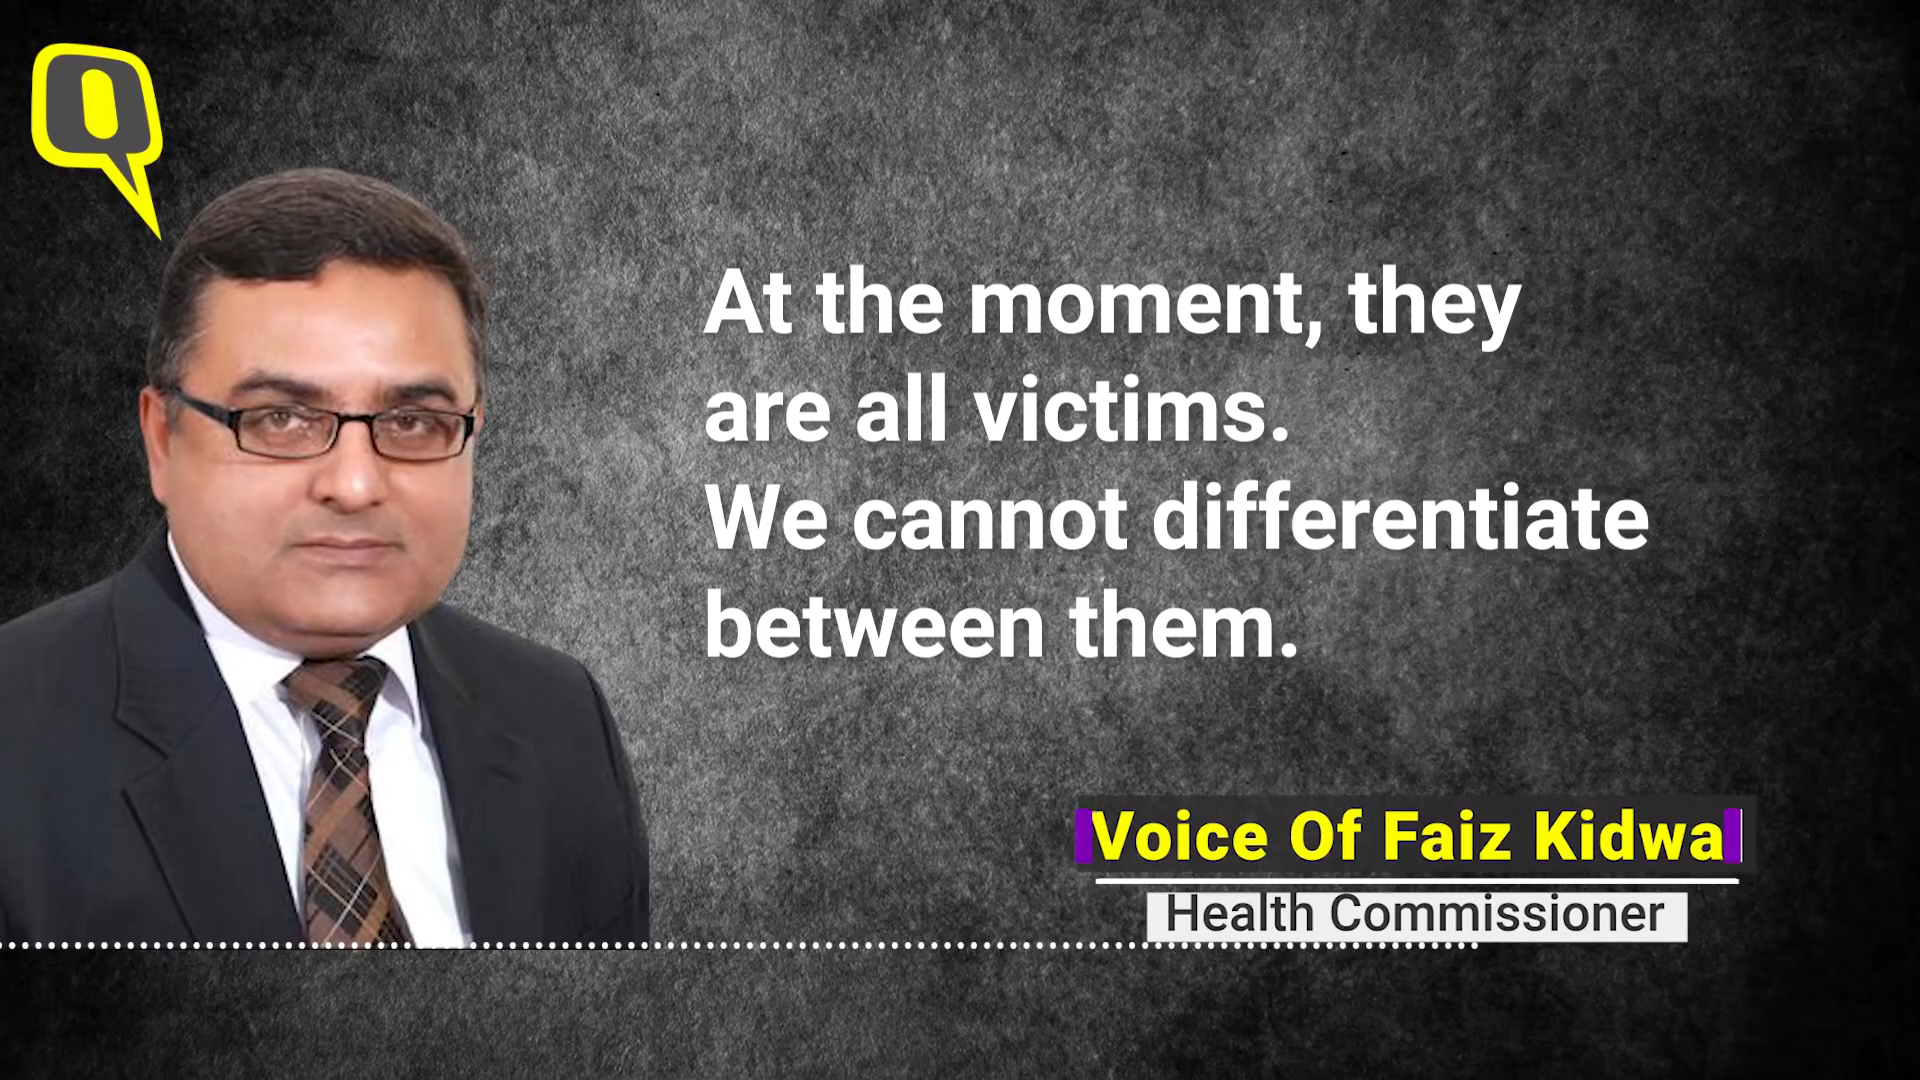 Q
At the moment, they
are all victims.
We cannot differentiate
between them.
Voice Of Faiz Kidwa
Health Commissioner